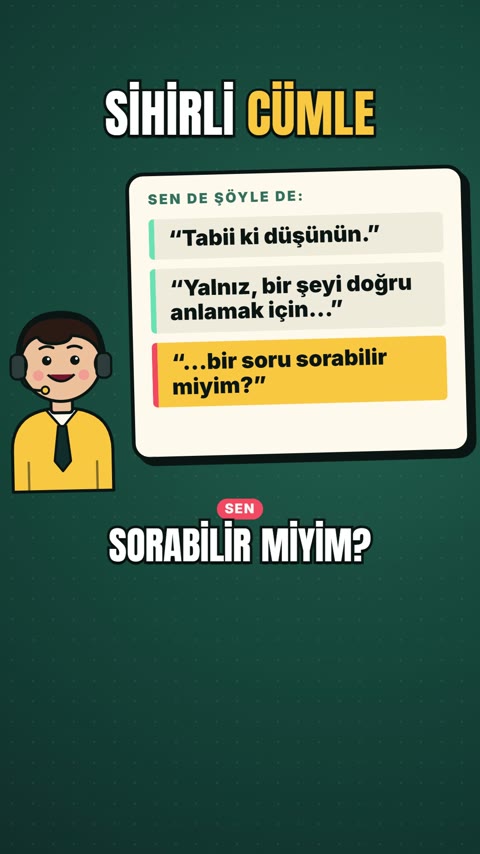 SİHİRLİ CÜMLE
SEN DE ŞÖYLE DE:
“Tabii ki düşünün.”
“Yalnız, bir şeyi doğru
anlamak için...”
“...bir soru sorabilir
miyim?”
SEN
SORABİLİR MİYİM?